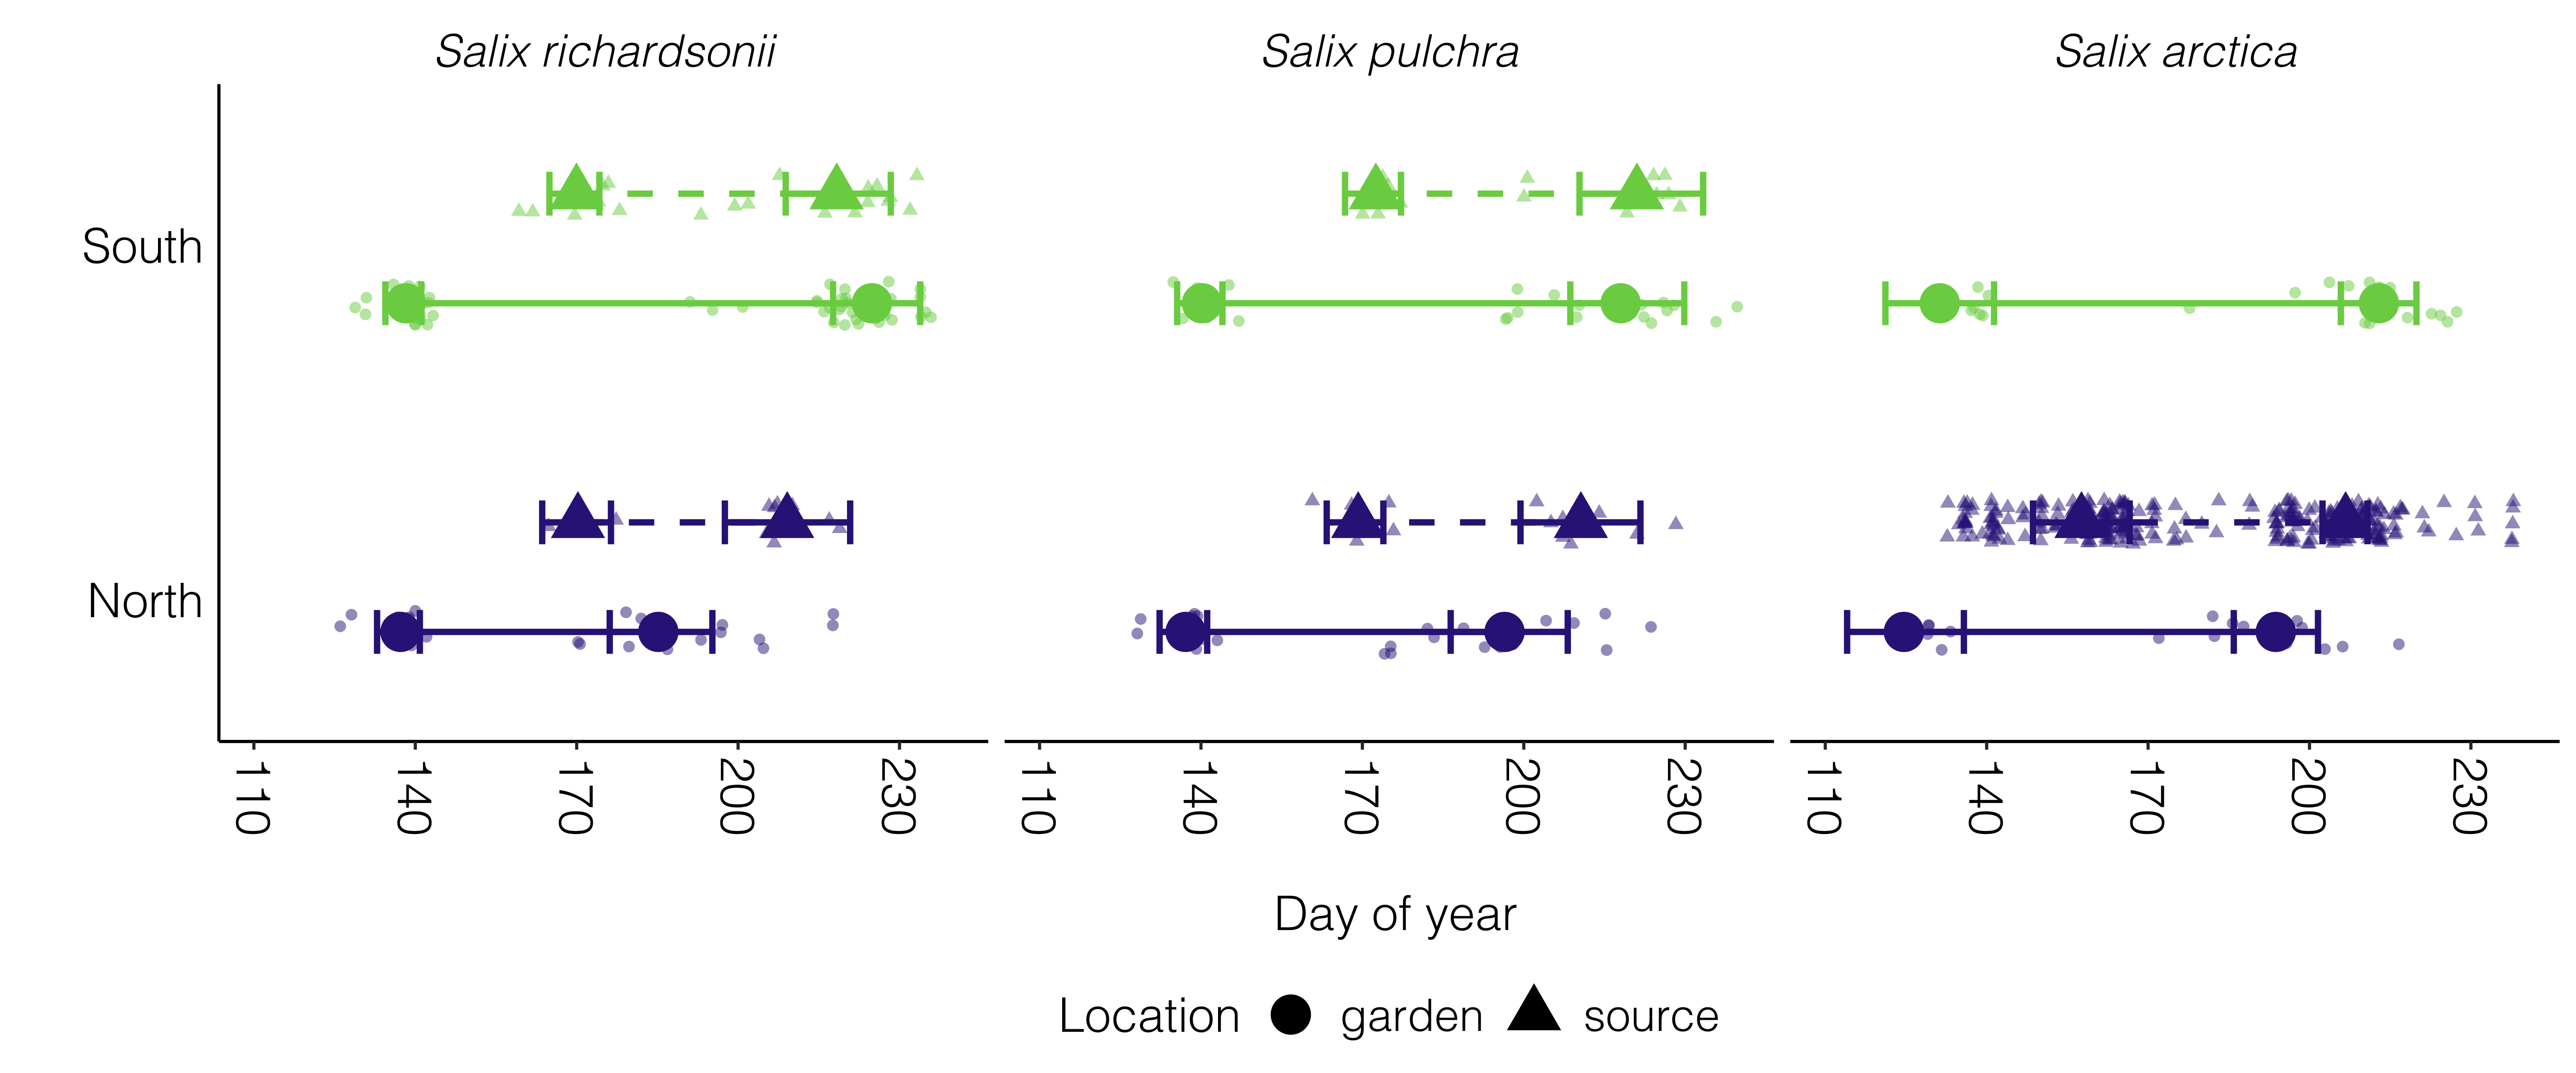 Salix richardsonii Salix pulchra Salix arctica
South
North
110 140 170 200 230 110 140 170 200 230 110 140 170 200 230
Day of year
Location garden source